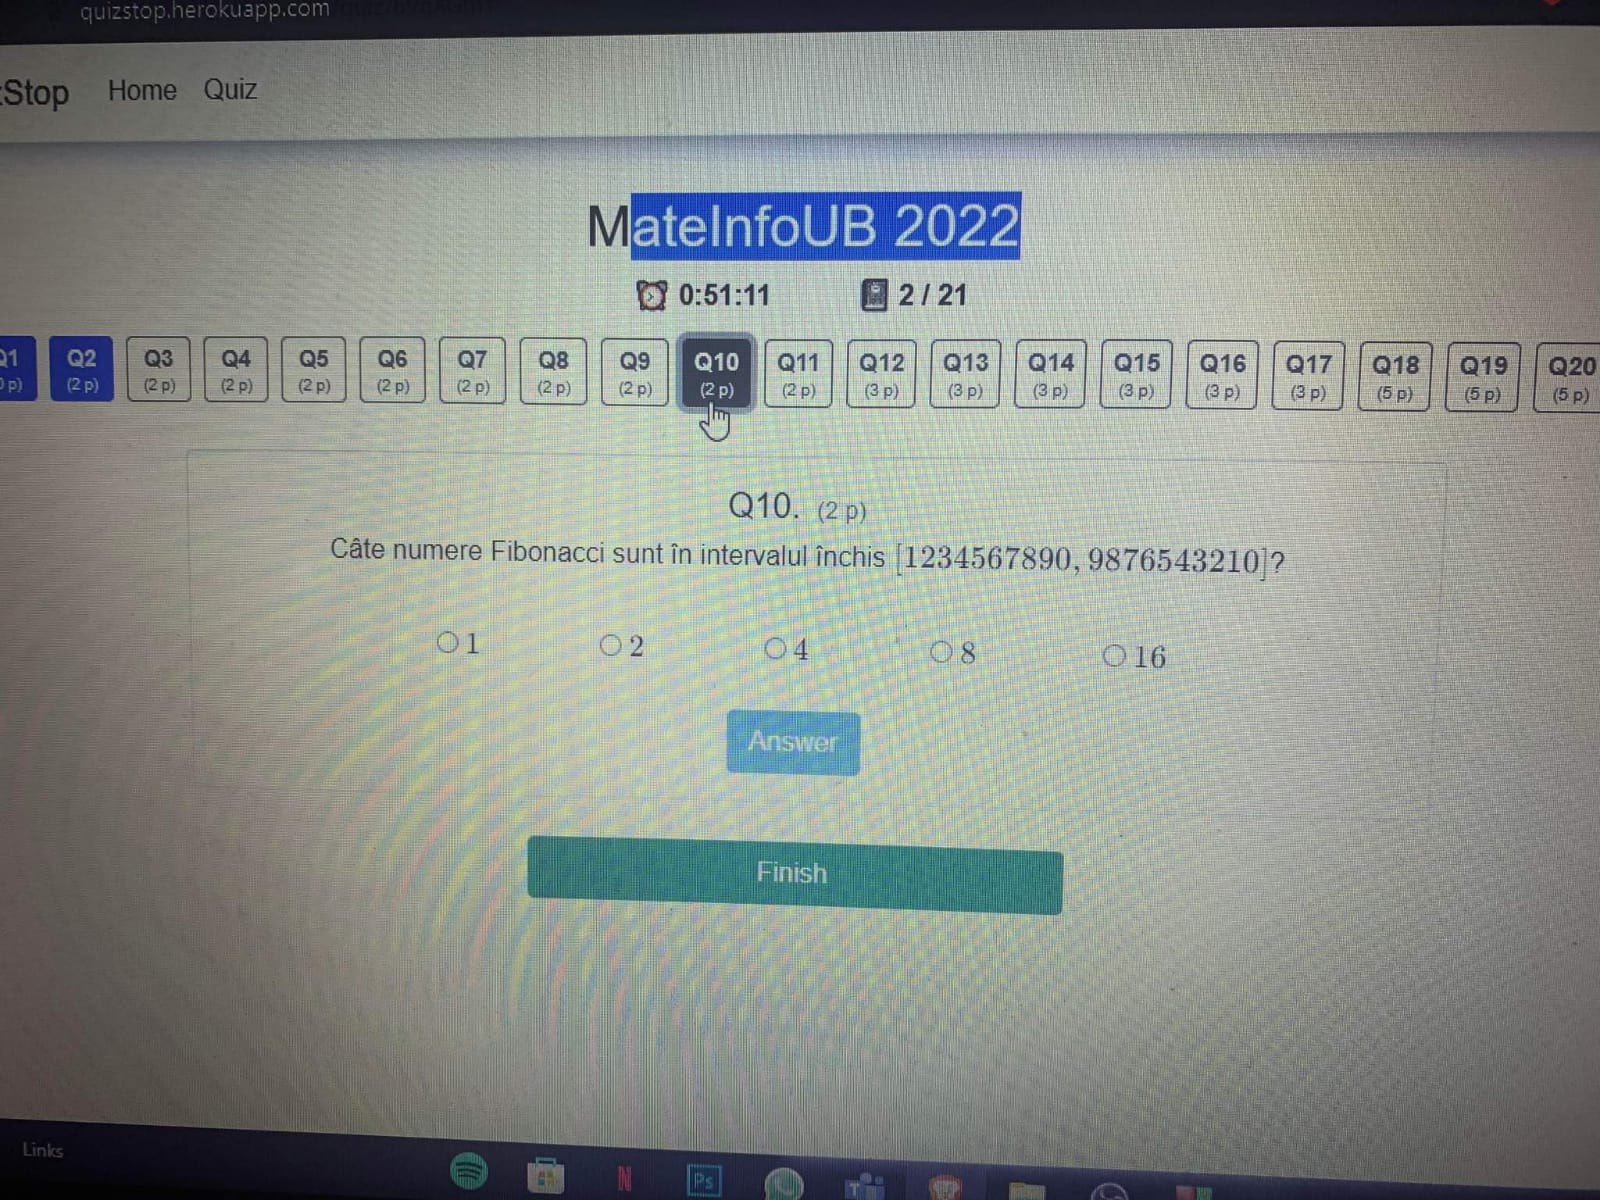 quizstop.herokuapp.com
Stop Home Quiz
MateInfoUB 2022
0:51:11 2 / 21
Q1 Q2 Q3 Q4 Q5 Q6 Q7 Q8 Q9 Q10 Q11 Q12 Q13 Q14 Q15 Q16 Q17 Q18 Q19 Q20
p) (2 p) (2 p) (2 p) (2 p) (2 p) (2 p) (2 p) (2 p) (2 p) (2 p) (3 p) (3 p) (3 p) (3 p) (3 p) (3 p) (5 p) (5 p) (5 p)
Q10. (2 p)
Câte numere Fibonacci sunt în intervalul închis [1234567890, 9876543210]?
1 2 4 8 16
Answer
Finish
Links
N Ps T